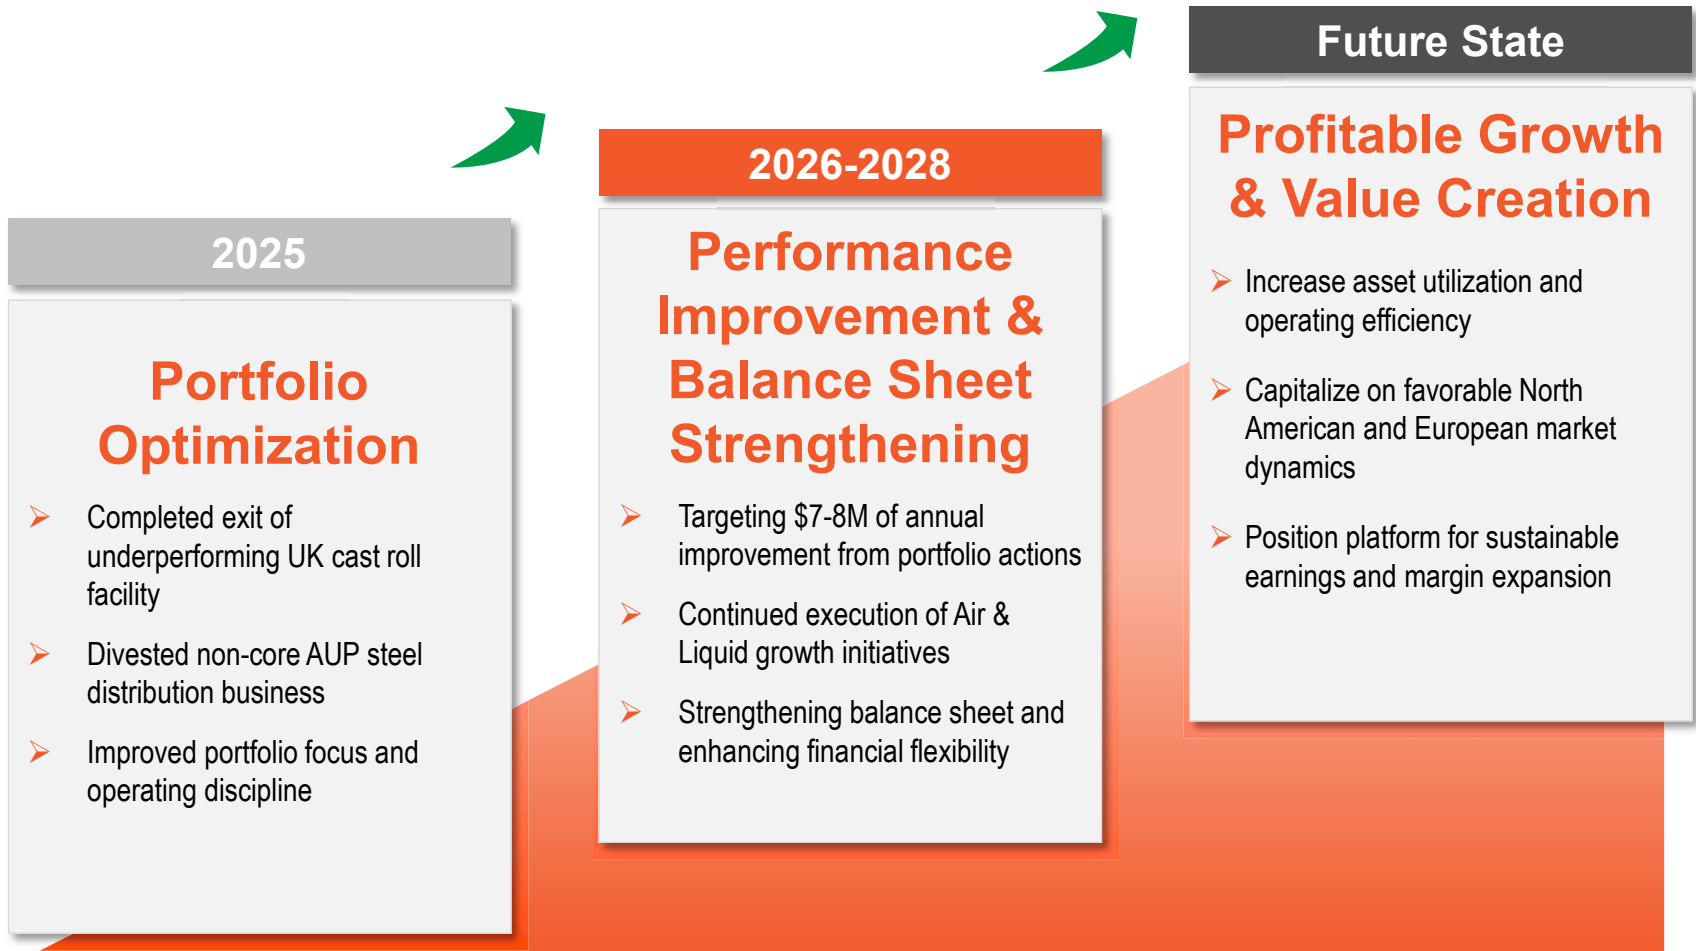 2025
Portfolio
Optimization
Completed exit of
underperforming UK cast roll
facility
Divested non-core AUP steel
distribution business
Improved portfolio focus and
operating discipline
2026-2028
Performance
Improvement &
Balance Sheet
Strengthening
Targeting $7-8M of annual
improvement from portfolio actions
Continued execution of Air &
Liquid growth initiatives
Strengthening balance sheet and
enhancing financial flexibility
Future State
Profitable Growth
& Value Creation
Increase asset utilization and
operating efficiency
Capitalize on favorable North
American and European market
dynamics
Position platform for sustainable
earnings and margin expansion